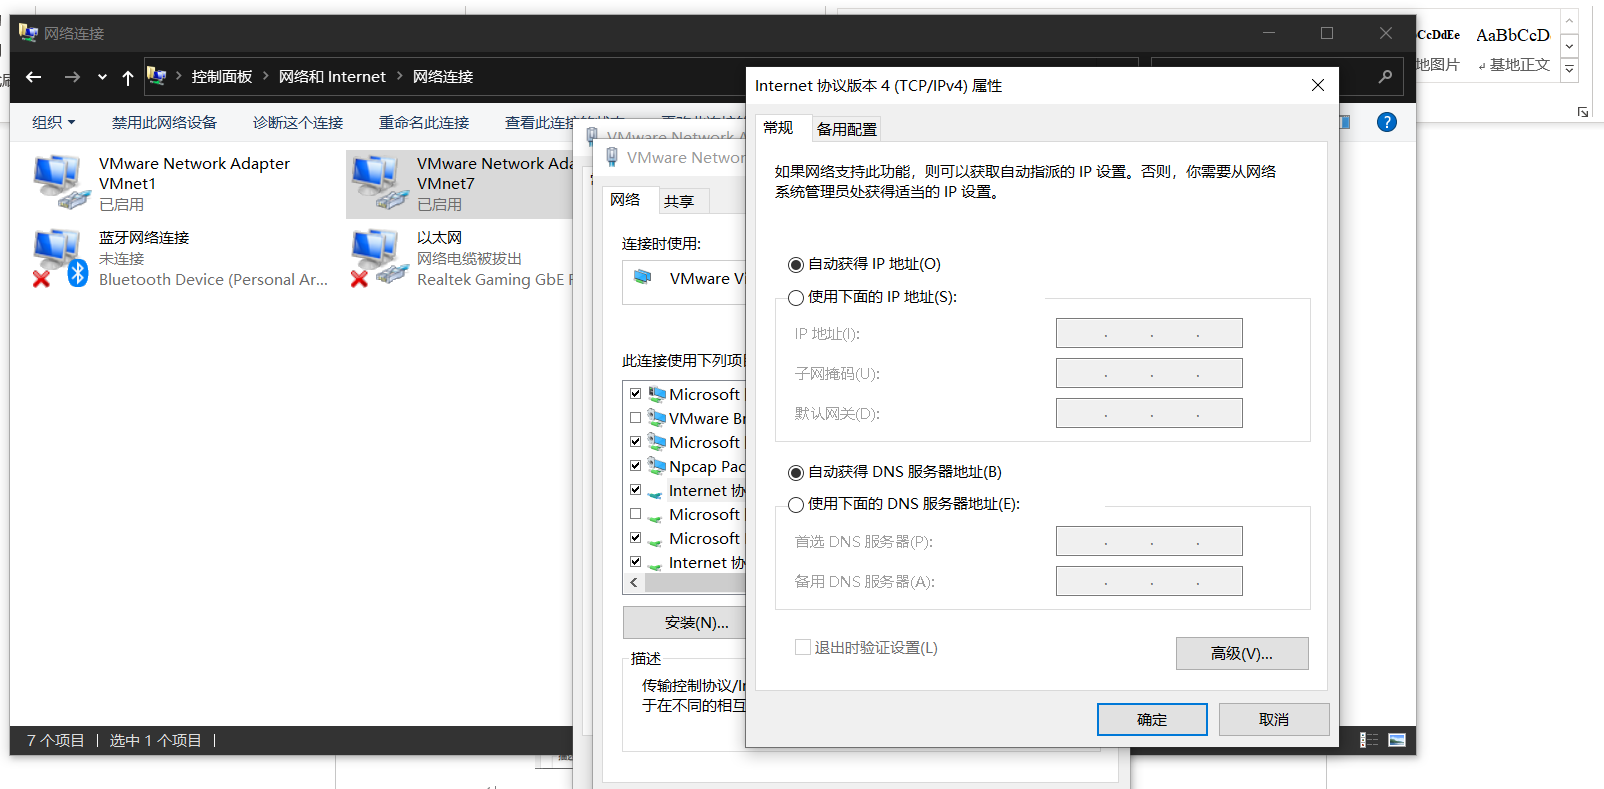 网络连接
控制面板 > 网络和 Internet > 网络连接
组织
禁用此网络设备
诊断这个连接
重命名此连接
查看此连接的状态
VMware Network Adapter
VMnet1
已启用
VMware Network Ada
VMnet7
已启用
蓝牙网络连接
未连接
Bluetooth Device (Personal Ar...
以太网
网络电缆被拔出
Realtek Gaming GbE F
7 个项目
选中 1 个项目
VMware Network A
VMware Networ
网络
共享
连接时使用:
VMware V
此连接使用下列项
Microsoft
VMware Br
Microsoft
Npcap Pac
Internet 协
Microsoft
Microsoft
Internet 协
安装(N)...
描述
传输控制协议/In
于在不同的相互
Internet 协议版本 4 (TCP/IPv4) 属性
常规
备用配置
如果网络支持此功能，则可以获取自动指派的 IP 设置。否则，你需要从网络
系统管理员处获得适当的 IP 设置。
自动获得 IP 地址(O)
使用下面的 IP 地址(S):
IP 地址(I):
子网掩码(U):
默认网关(D):
自动获得 DNS 服务器地址(B)
使用下面的 DNS 服务器地址(E):
首选 DNS 服务器(P):
备用 DNS 服务器(A):
退出时验证设置(L)
高级(V)...
确定
取消
CcDdEe
AaBbCcD
地图片
基地正文